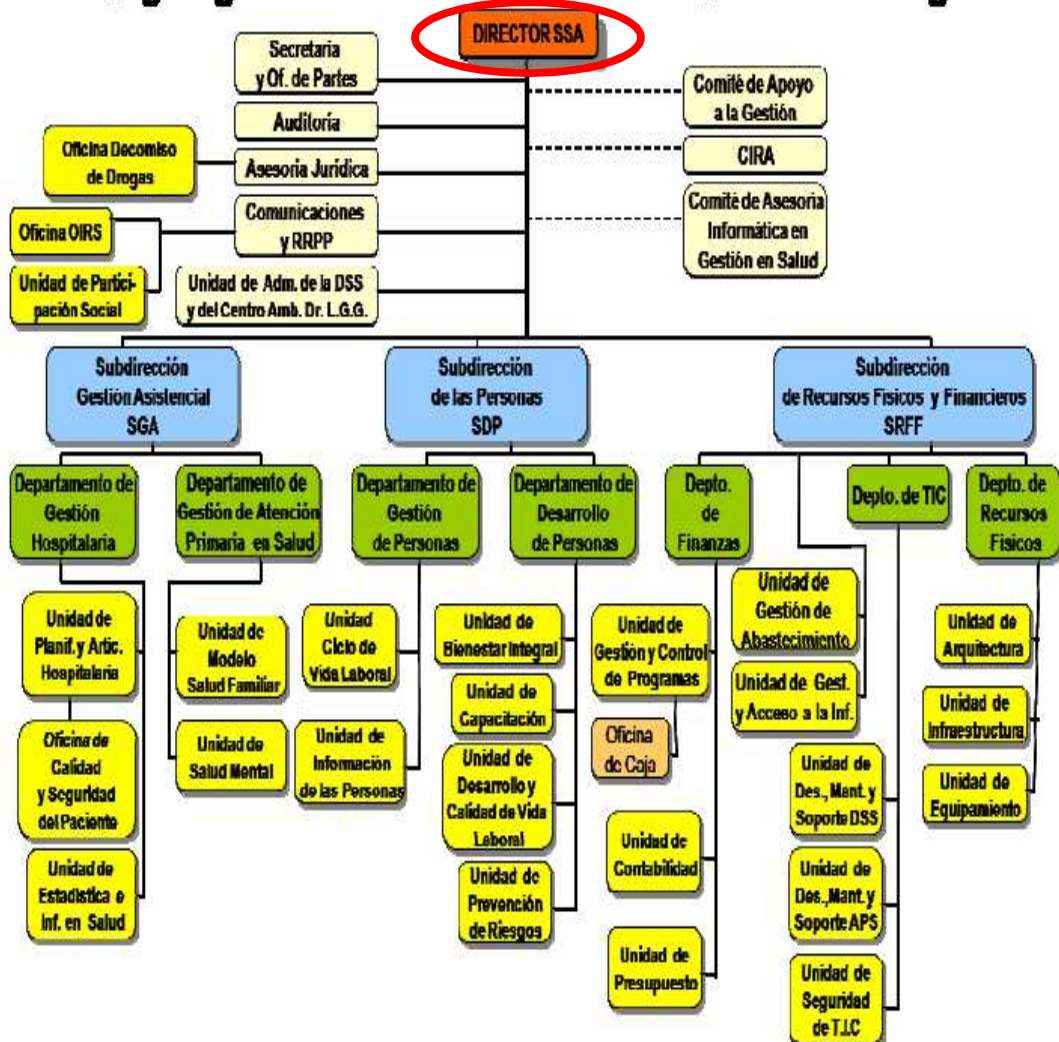 DIRECTOR SSA
Secretaria
y Of. de Partes
Auditoría
Asesoría Jurídica
Comunicaciones
y RRPP
Unidad de Adm. de la DSS
y del Centro Amb. Dr. L.G.G.
Oficina Decomiso
de Drogas
Oficina OIRS
Unidad de Partici-
pación Social
Comité de Apoyo
a la Gestión
CIRA
Comité de Asesoría
Informática en
Gestión en Salud
Subdirección
Gestión Asistencial
SGA
Subdirección
de las Personas
SDP
Subdirección
de Recursos Físicos y Financieros
SRFF
Departamento de
Gestión
Hospitalaria
Departamento de
Gestión de Atención
Primaria en Salud
Departamento de
Gestión
de Personas
Departamento de
Desarrollo
de Personas
Depto.
de
Finanzas
Depto. de TIC
Depto. de
Recursos
Físicos
Unidad de
Planif. y Artic.
Hospitalaria
Oficina de
Calidad
y Seguridad
del Paciente
Unidad de
Estadística e
Inf. en Salud
Unidad de
Modelo
Salud Familiar
Unidad de
Salud Mental
Unidad
Ciclo de
Vida Laboral
Unidad de
Información
de las Personas
Unidad de
Bienestar Integral
Unidad de
Capacitación
Unidad de
Desarrollo y
Calidad de Vida
Laboral
Unidad de
Prevención
de Riesgos
Unidad de
Gestión y Control
de Programas
Oficina
de Caja
Unidad de
Contabilidad
Unidad de
Presupuesto
Unidad de
Gestión de
Abastecimiento
Unidad de Gest.
y Acceso a la Inf.
Unidad de
Des., Mant. y
Soporte DSS
Unidad de
Des., Mant. y
Soporte APS
Unidad de
Seguridad
de T.I.C
Unidad de
Arquitectura
Unidad de
Infraestructura
Unidad de
Equipamiento